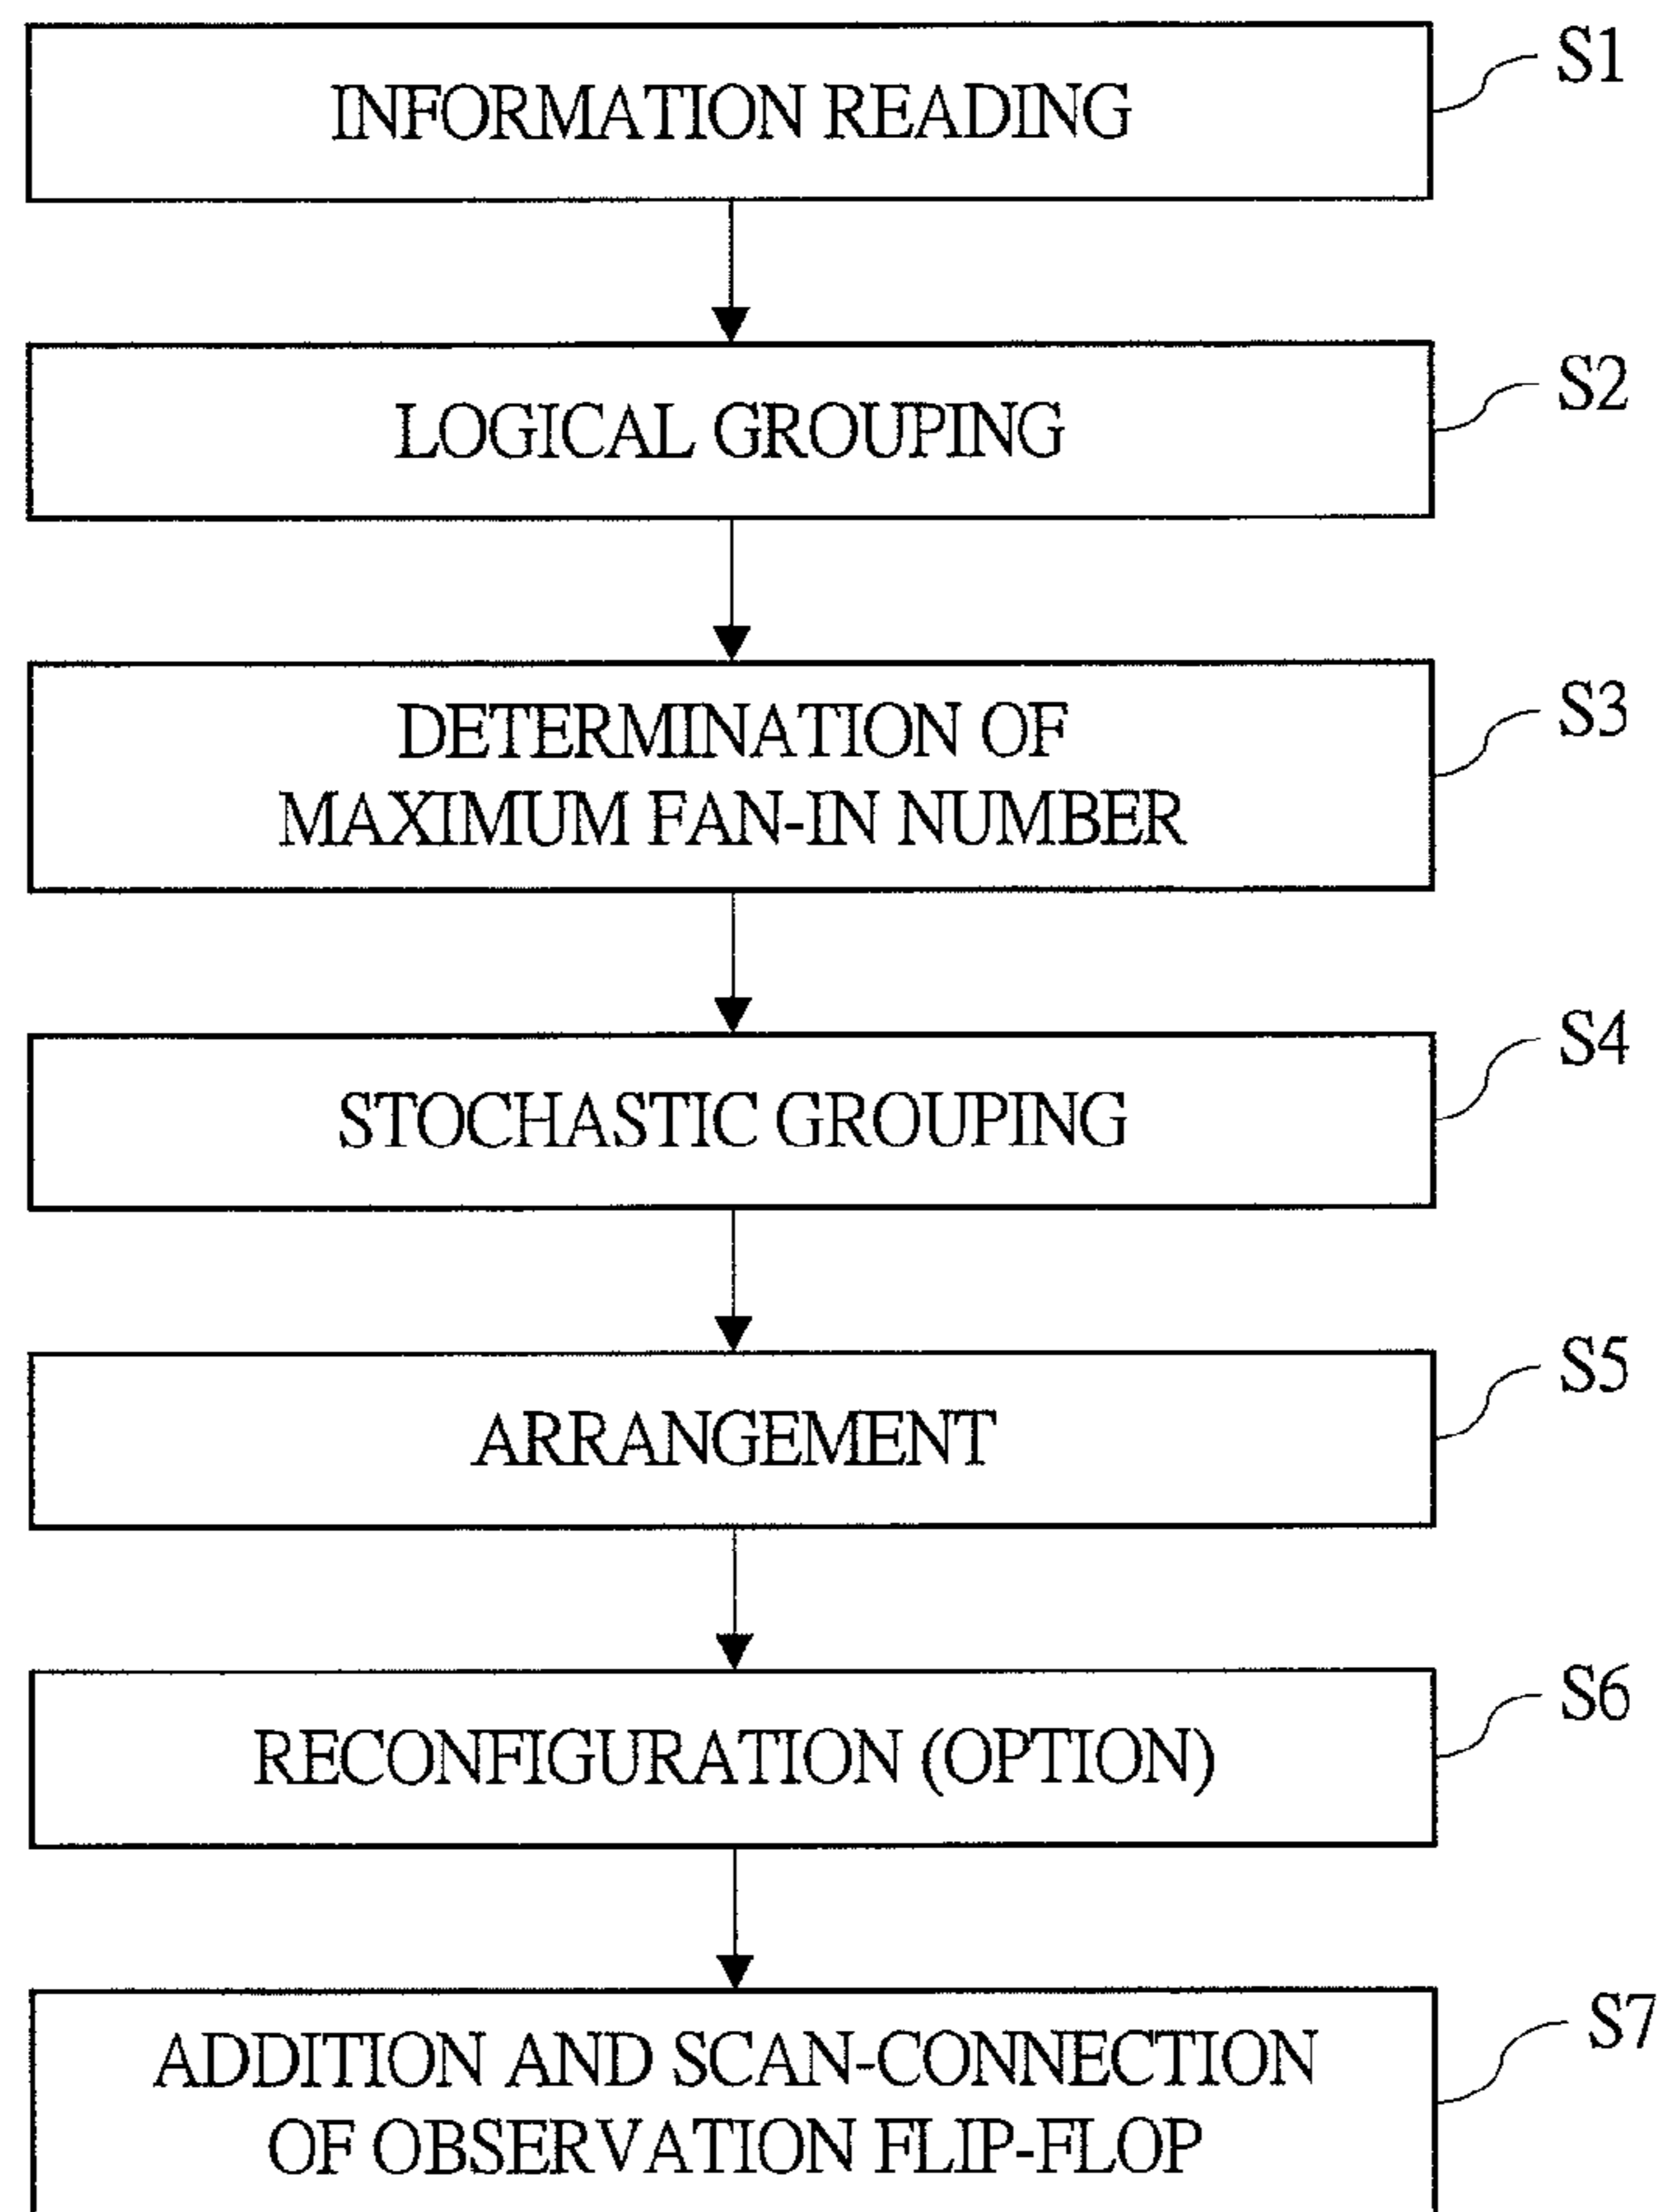 INFORMATION READING
S1
LOGICAL GROUPING
S2
DETERMINATION OF
MAXIMUM FAN-IN NUMBER
S3
STOCHASTIC GROUPING
S4
ARRANGEMENT
S5
RECONFIGURATION (OPTION)
S6
ADDITION AND SCAN-CONNECTION
OF OBSERVATION FLIP-FLOP
S7